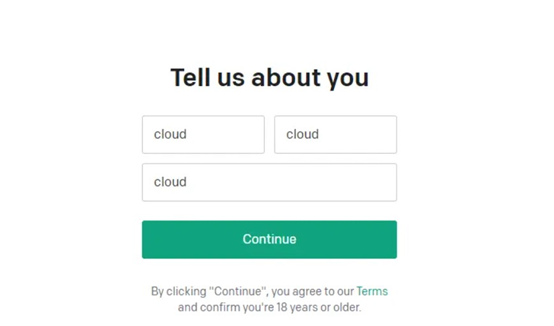 Tell us about you
cloud cloud
cloud
Continue
By clicking "Continue", you agree to our Terms
and confirm you're 18 years or older.